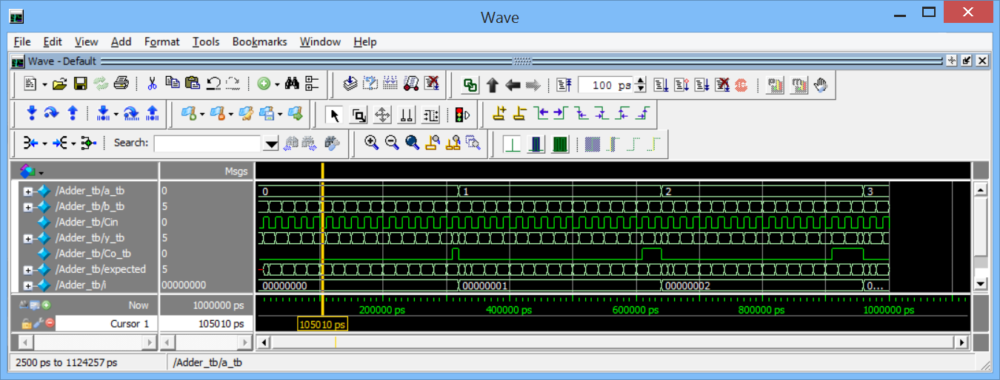 Wave
File Edit View Add Format Tools Bookmarks Window Help
Wave - Default
100 ps
Search:
Msgs
/Adder_tb/a_tb 0 0 1 2 3
/Adder_tb/b_tb 5
/Adder_tb/Cin 0
/Adder_tb/y_tb 5
/Adder_tb/Co_tb 0
/Adder_tb/expected 5
/Adder_tb/i 00000000 00000000 00000001 00000002 0...
Now 1000000 ps 200000 ps 400000 ps 600000 ps 800000 ps 1000000 ps
Cursor 1 105010 ps 105010 ps
2500 ps to 1124257 ps /Adder_tb/a_tb